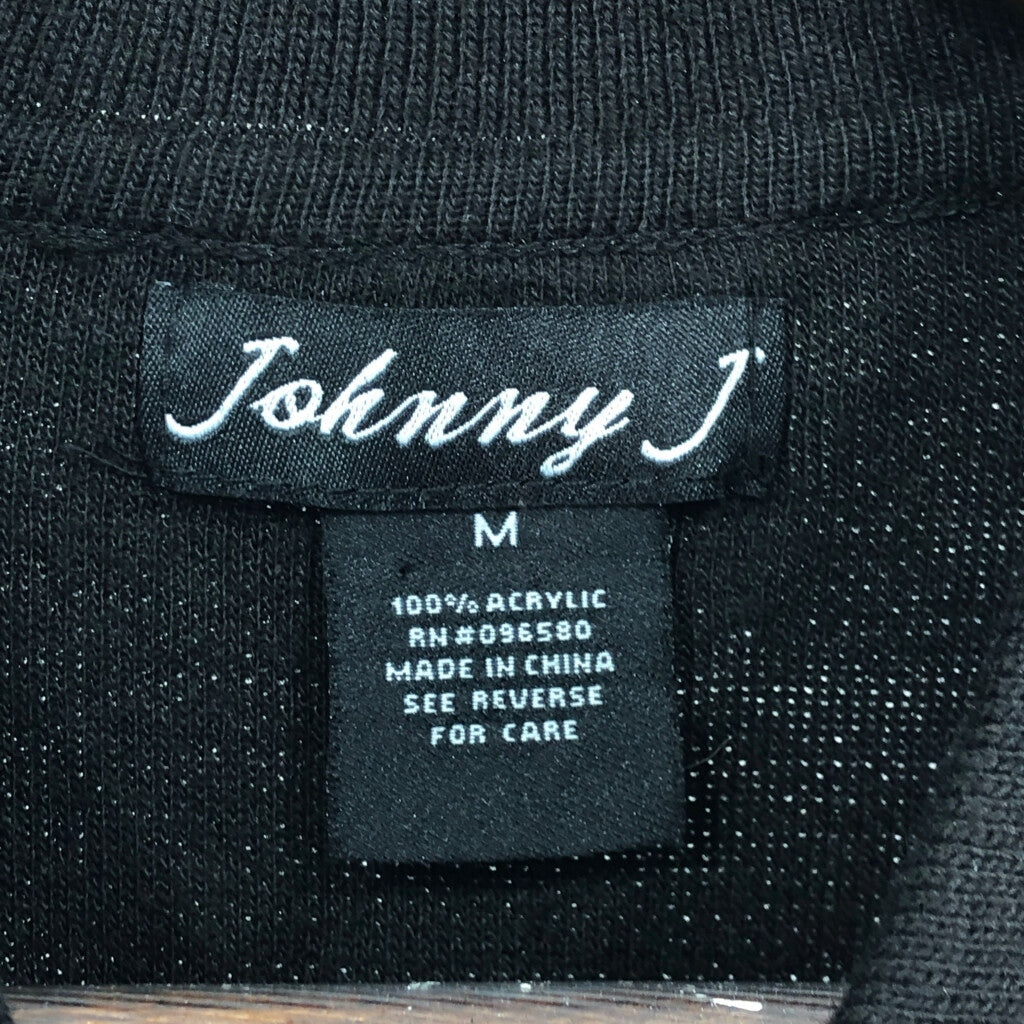 Johnny J
M
100% ACRYLIC
RN #096580
MADE IN CHINA
SEE REVERSE
FOR CARE